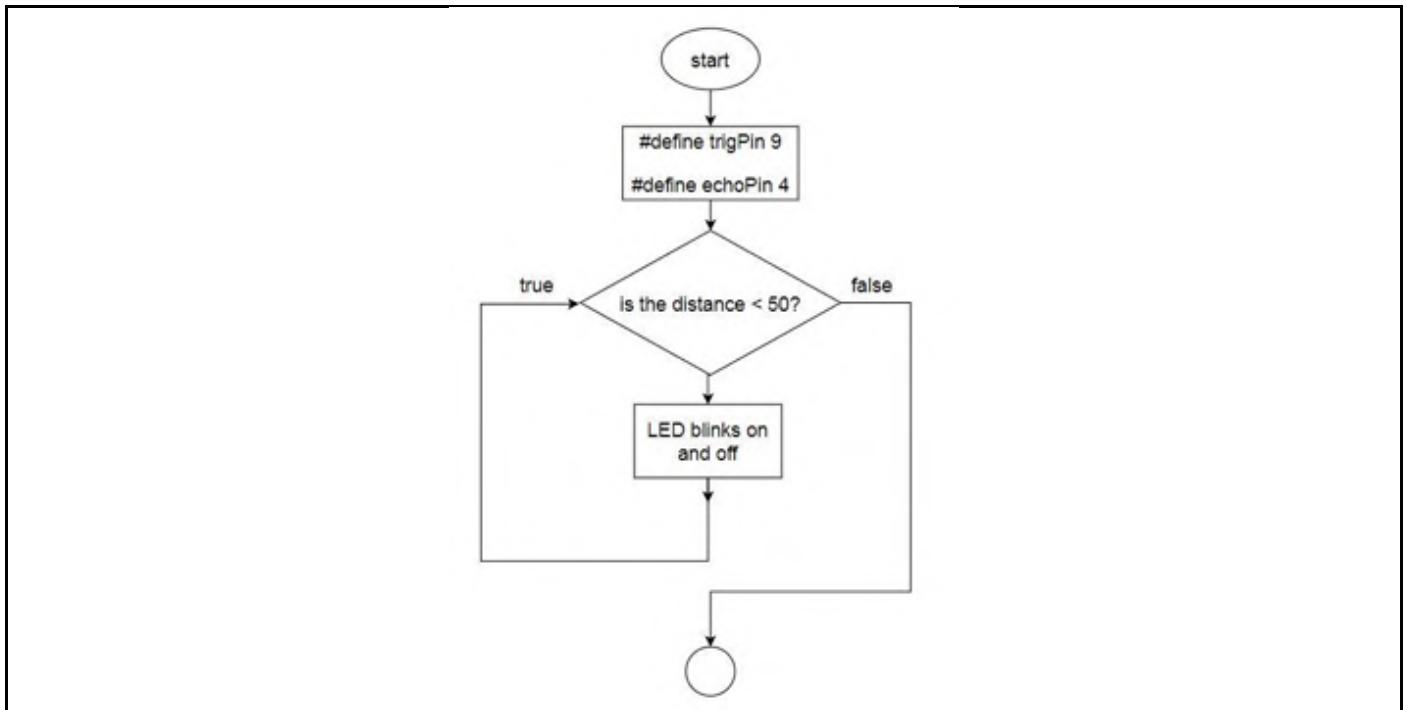 start
#define trigPin 9
#define echoPin 4
true
false
is the distance < 50?
LED blinks on
and off